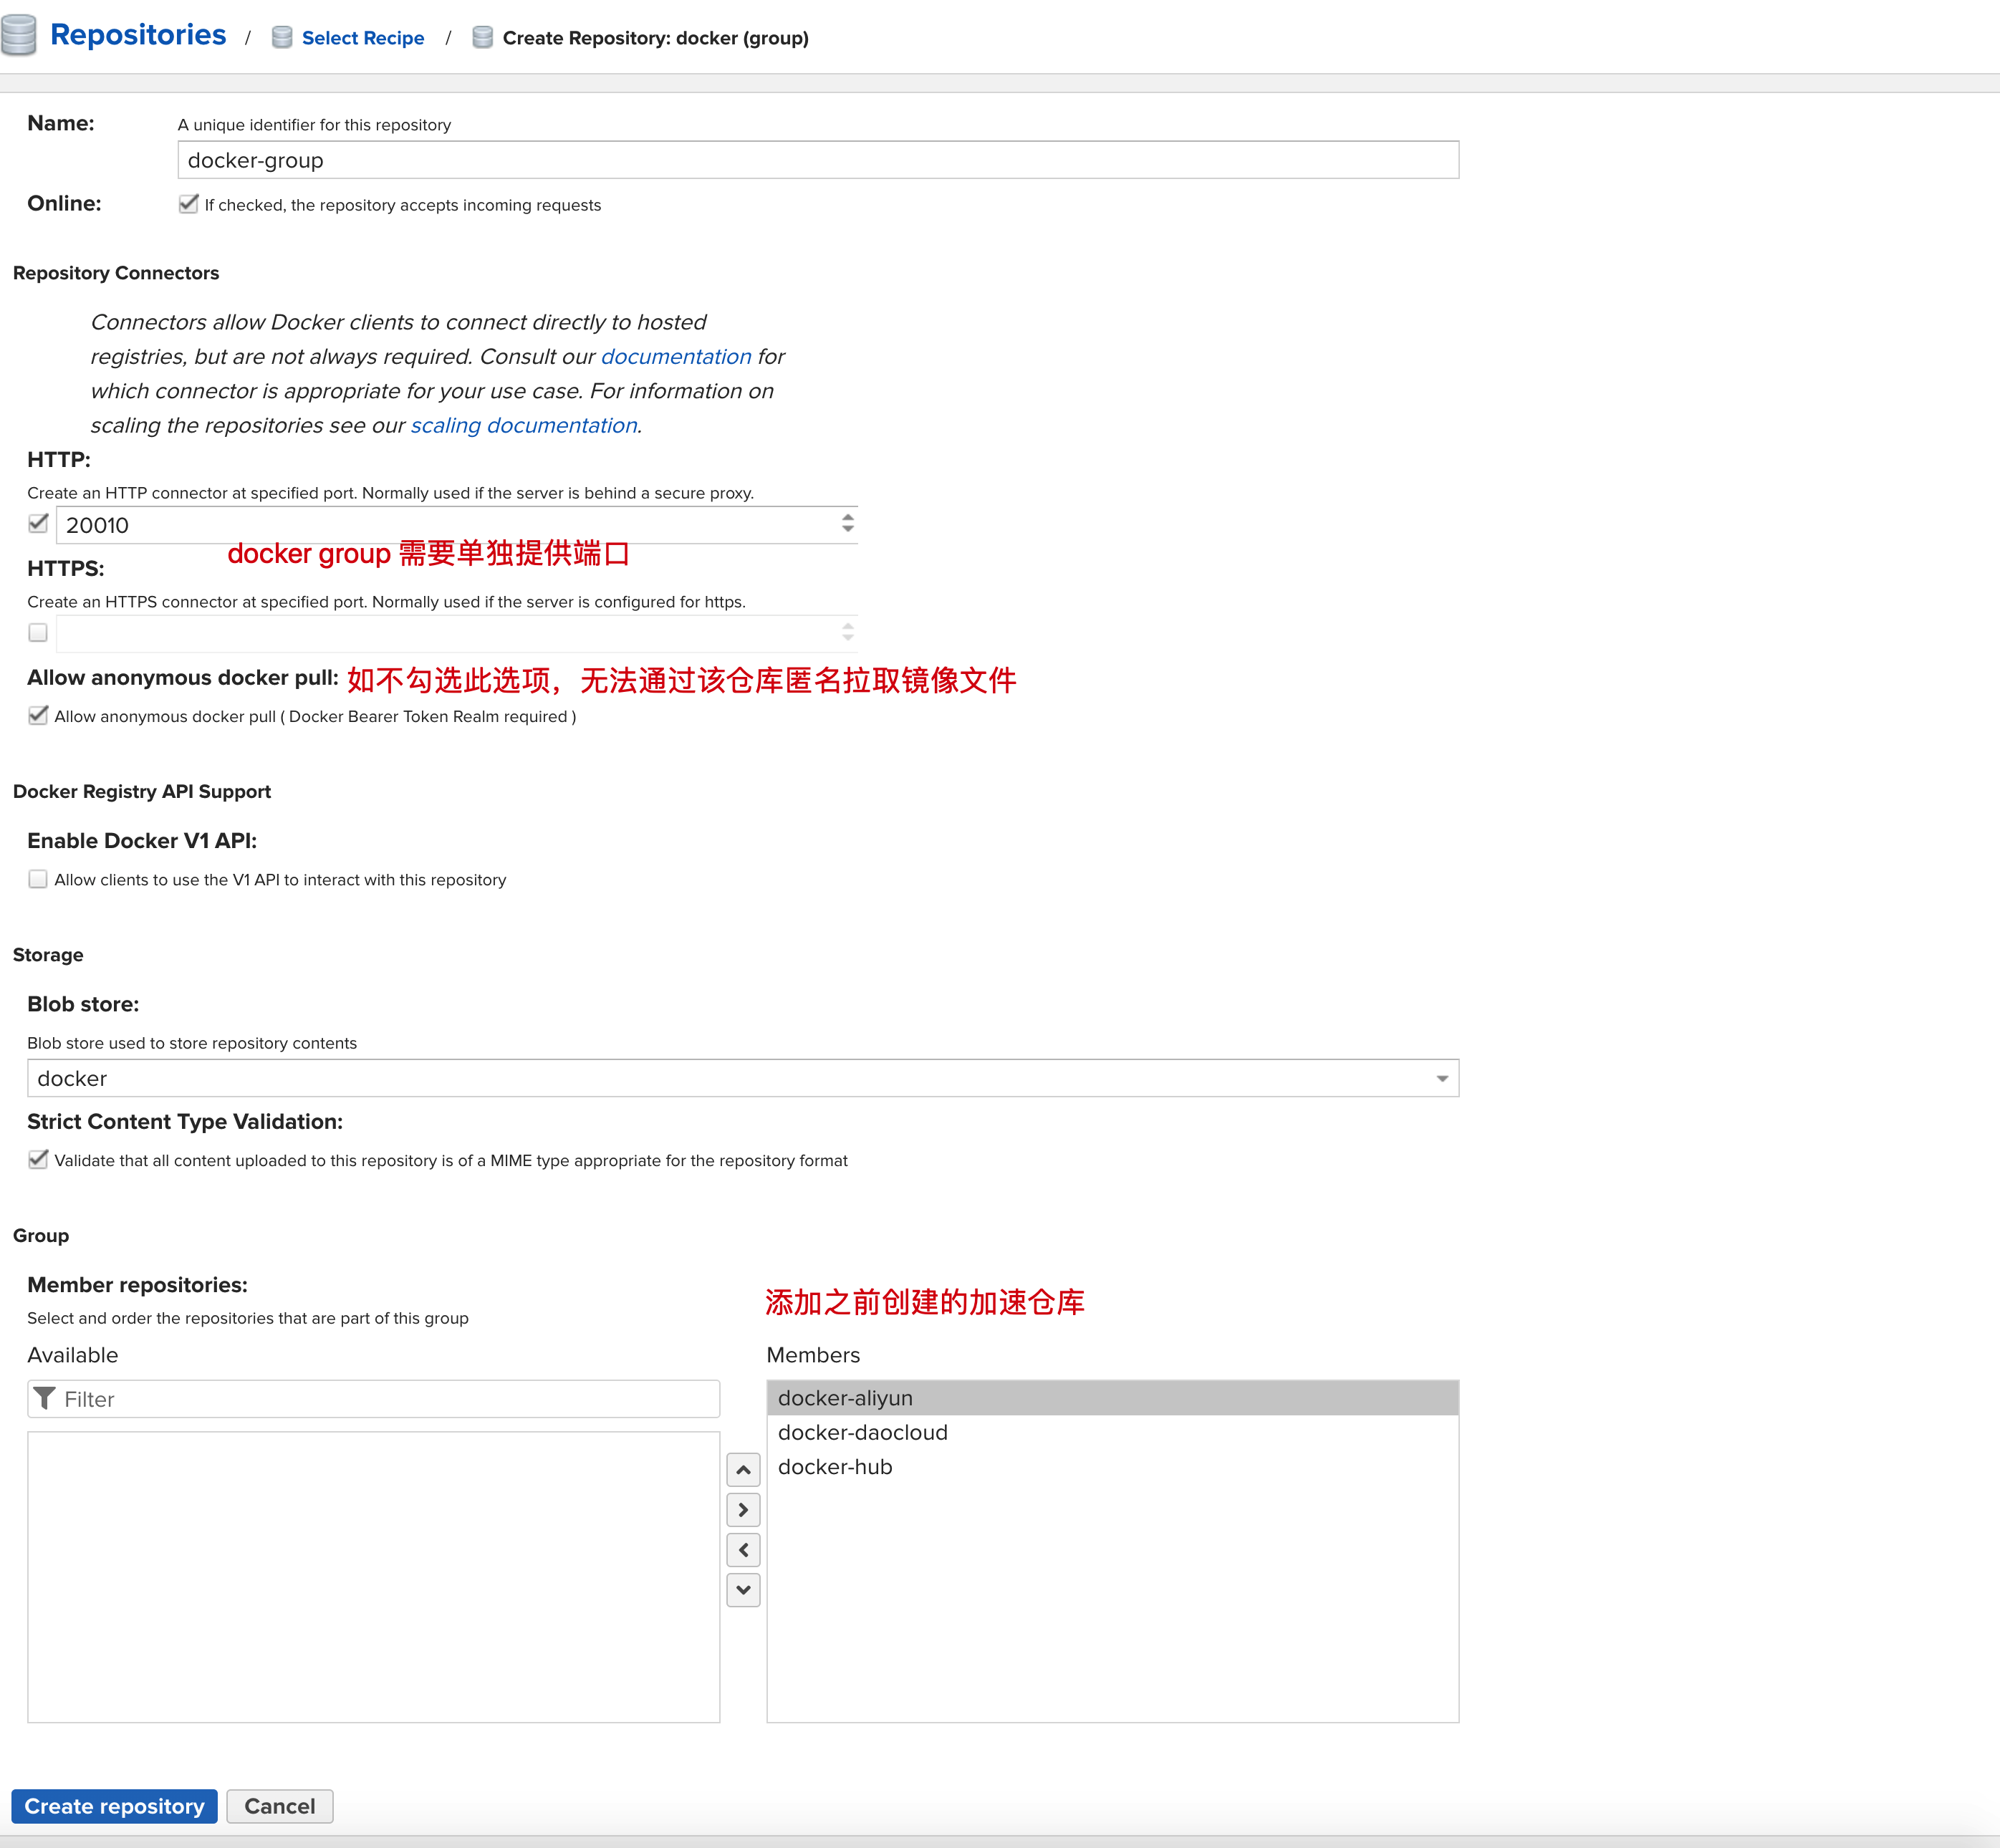 Repositories / Select Recipe / Create Repository: docker (group)
Name: A unique identifier for this repository
docker-group
Online: If checked, the repository accepts incoming requests
Repository Connectors
Connectors allow Docker clients to connect directly to hosted
registries, but are not always required. Consult our documentation for
which connector is appropriate for your use case. For information on
scaling the repositories see our scaling documentation.
HTTP:
Create an HTTP connector at specified port. Normally used if the server is behind a secure proxy.
20010
docker group 需要单独提供端口
HTTPS:
Create an HTTPS connector at specified port. Normally used if the server is configured for https.
Allow anonymous docker pull: 如不勾选此选项，无法通过该仓库匿名拉取镜像文件
Allow anonymous docker pull ( Docker Bearer Token Realm required )
Docker Registry API Support
Enable Docker V1 API:
Allow clients to use the V1 API to interact with this repository
Storage
Blob store:
Blob store used to store repository contents
docker
Strict Content Type Validation:
Validate that all content uploaded to this repository is of a MIME type appropriate for the repository format
Group
Member repositories:
添加之前创建的加速仓库
Select and order the repositories that are part of this group
Available
Members
Filter
docker-aliyun
docker-daocloud
docker-hub
Create repository
Cancel